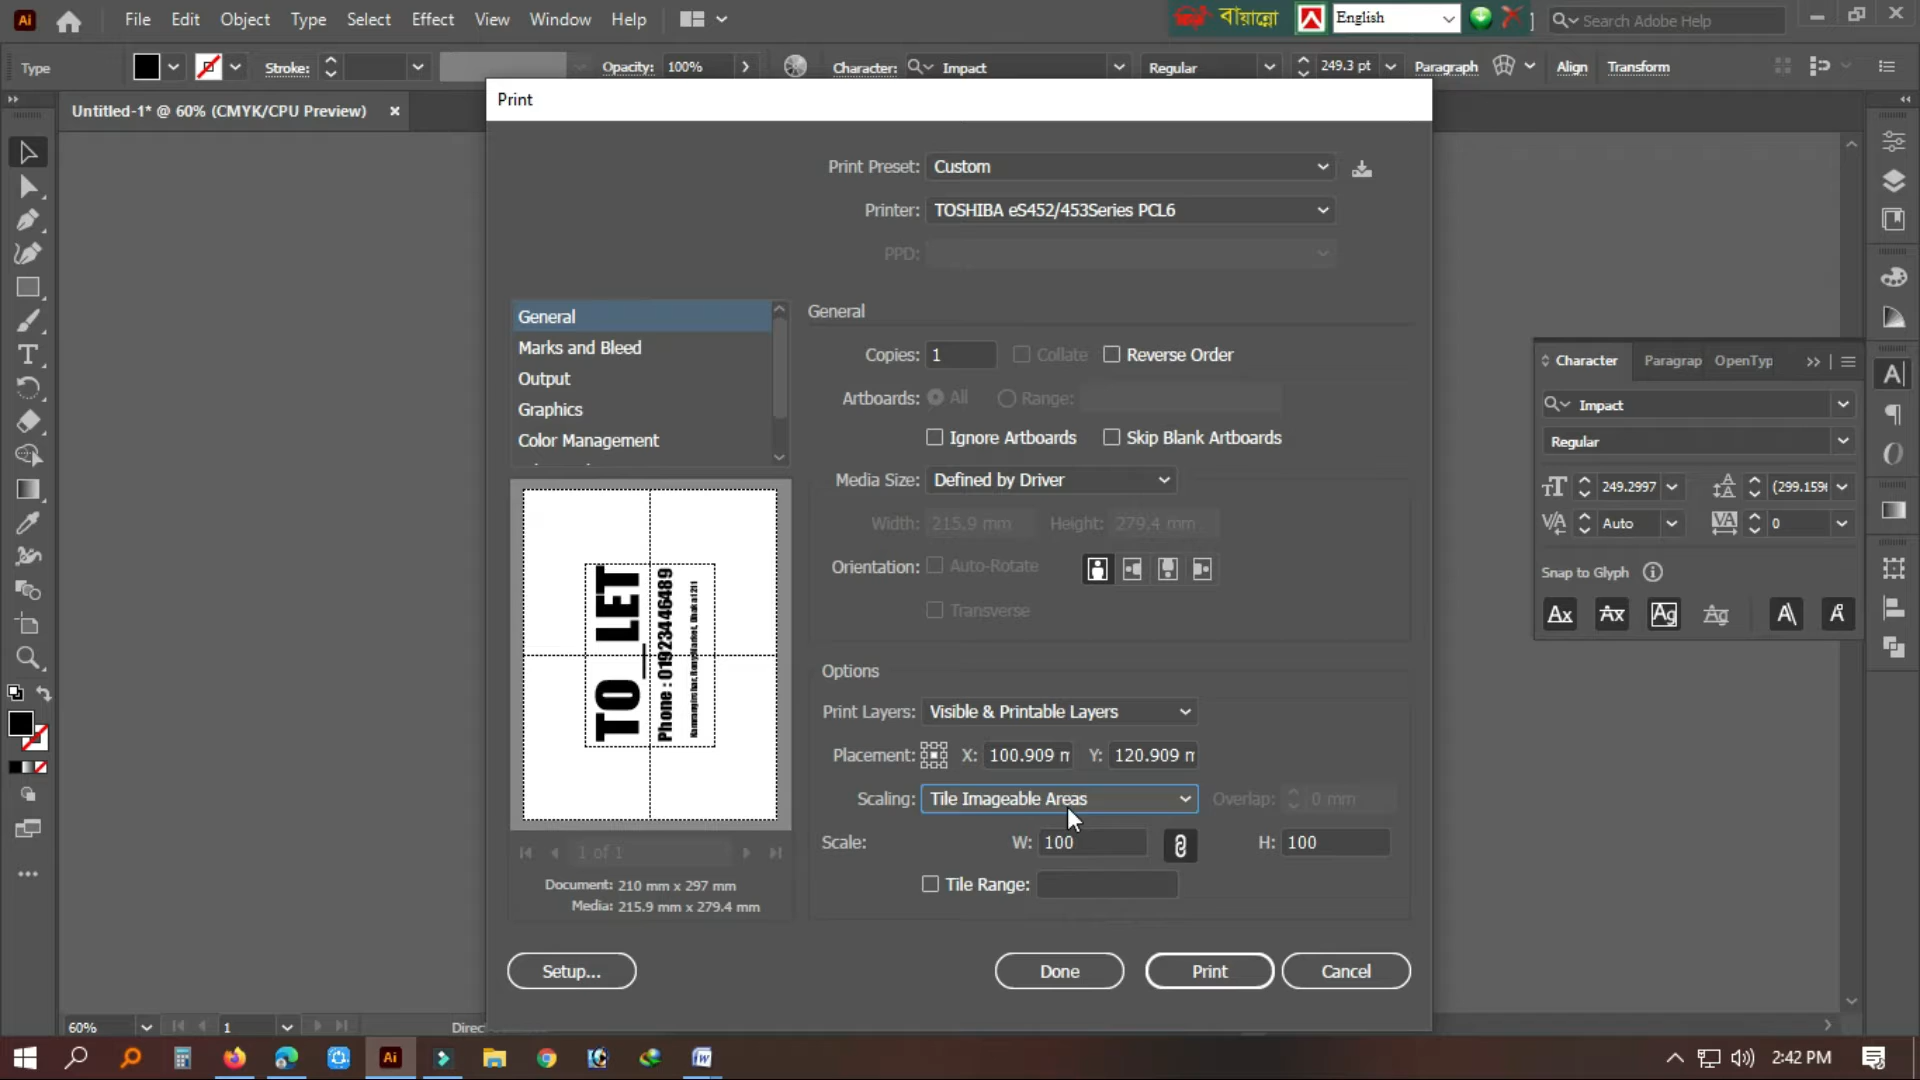 Ai File Edit Object Type Select Effect View Window Help বায়ান্নো English ] Search Adobe Help
Type Stroke: Opacity: 100% Character: Impact Regular 249.3 pt Paragraph Align Transform
Untitled-1* @ 60% (CMYK/CPU Preview)
Print
Print Preset: Custom
Printer: TOSHIBA eS452/453Series PCL6
PPD:
General
Marks and Bleed
Output
Graphics
Color Management
General
Copies: 1 Collate Reverse Order
Artboards: All Range:
Ignore Artboards Skip Blank Artboards
Media Size: Defined by Driver
Width: 215.9 mm Height: 279.4 mm
Orientation: Auto-Rotate
Transverse
TO_LET
Phone : 01923446489
1 of 1
Document: 210 mm x 297 mm
Media: 215.9 mm x 279.4 mm
Options
Print Layers: Visible & Printable Layers
Placement: X: 100.909 m Y: 120.909 m
Scaling: Tile Imageable Areas Overlap: 0 mm
Scale: W: 100 H: 100
Tile Range:
Setup... Done Print Cancel
Character Paragrap OpenTyp
Impact
Regular
249.2997 (299.1596
Auto 0
Snap to Glyph
60% 1 Direc
Ai 2:42 PM